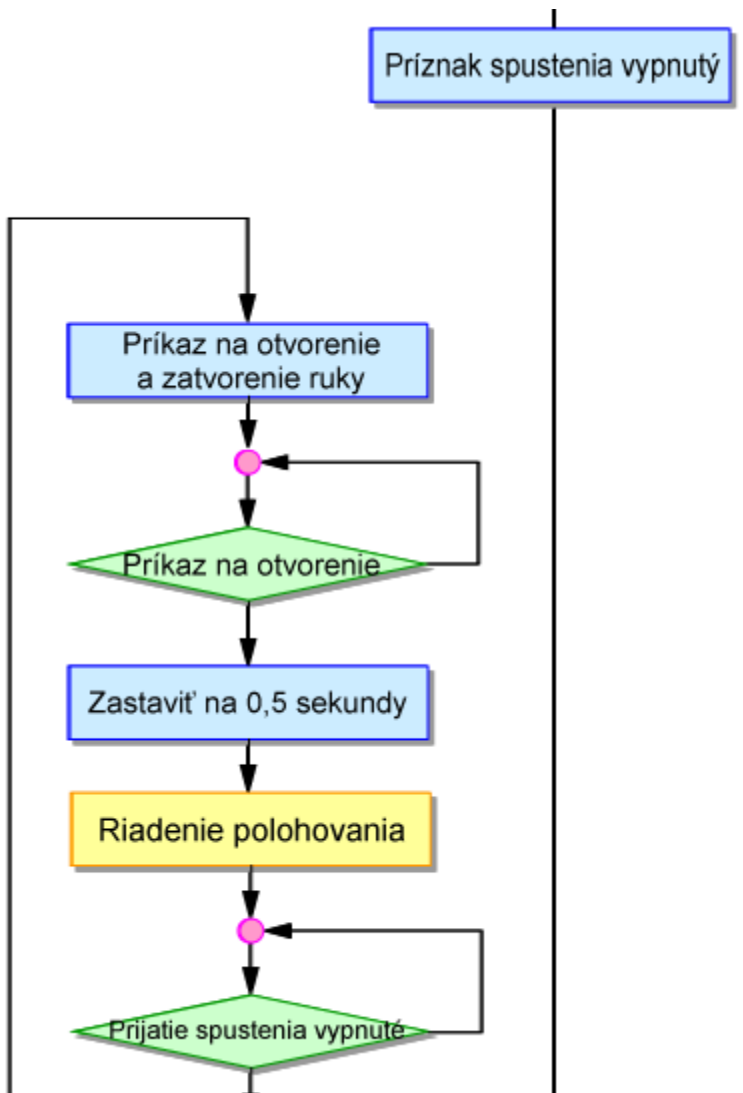 Príznak spustenia vypnutý
Príkaz na otvorenie
a zatvorenie ruky
Príkaz na otvorenie
Zastaviť na 0,5 sekundy
Riadenie polohovania
Prijatie spustenia vypnuté